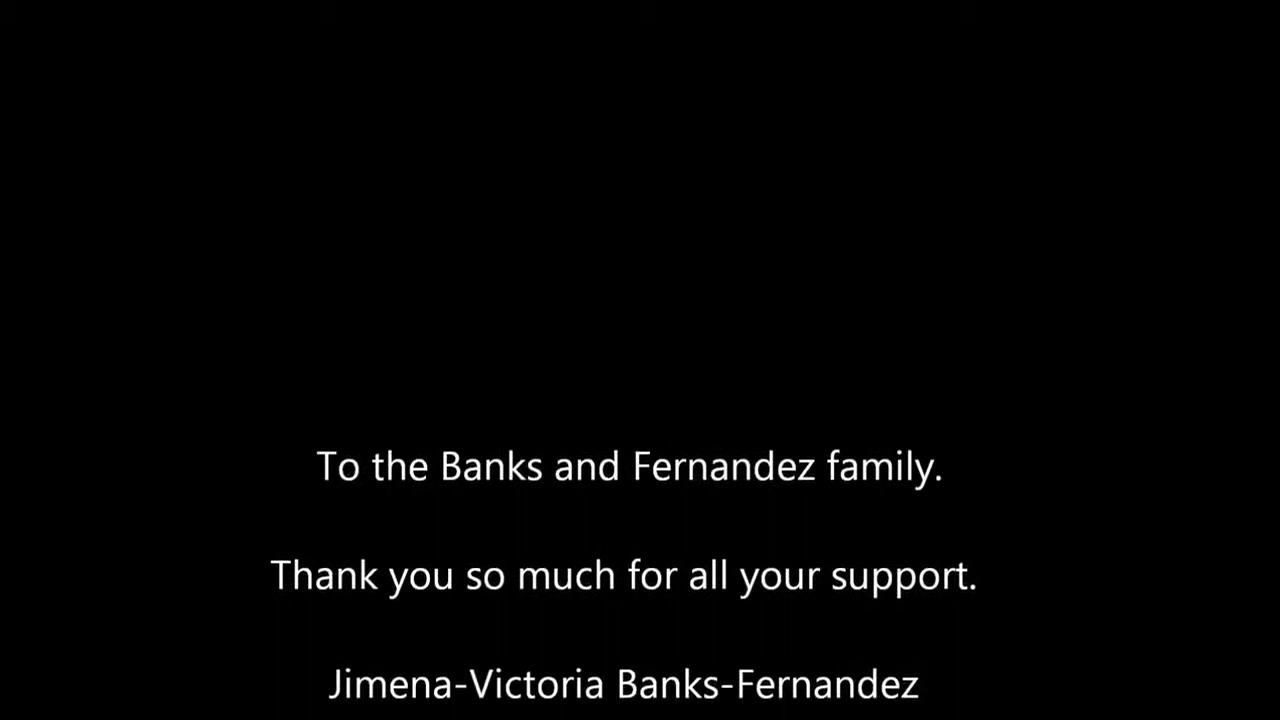 To the Banks and Fernandez family.
Thank you so much for all your support.
Jimena-Victoria Banks-Fernandez